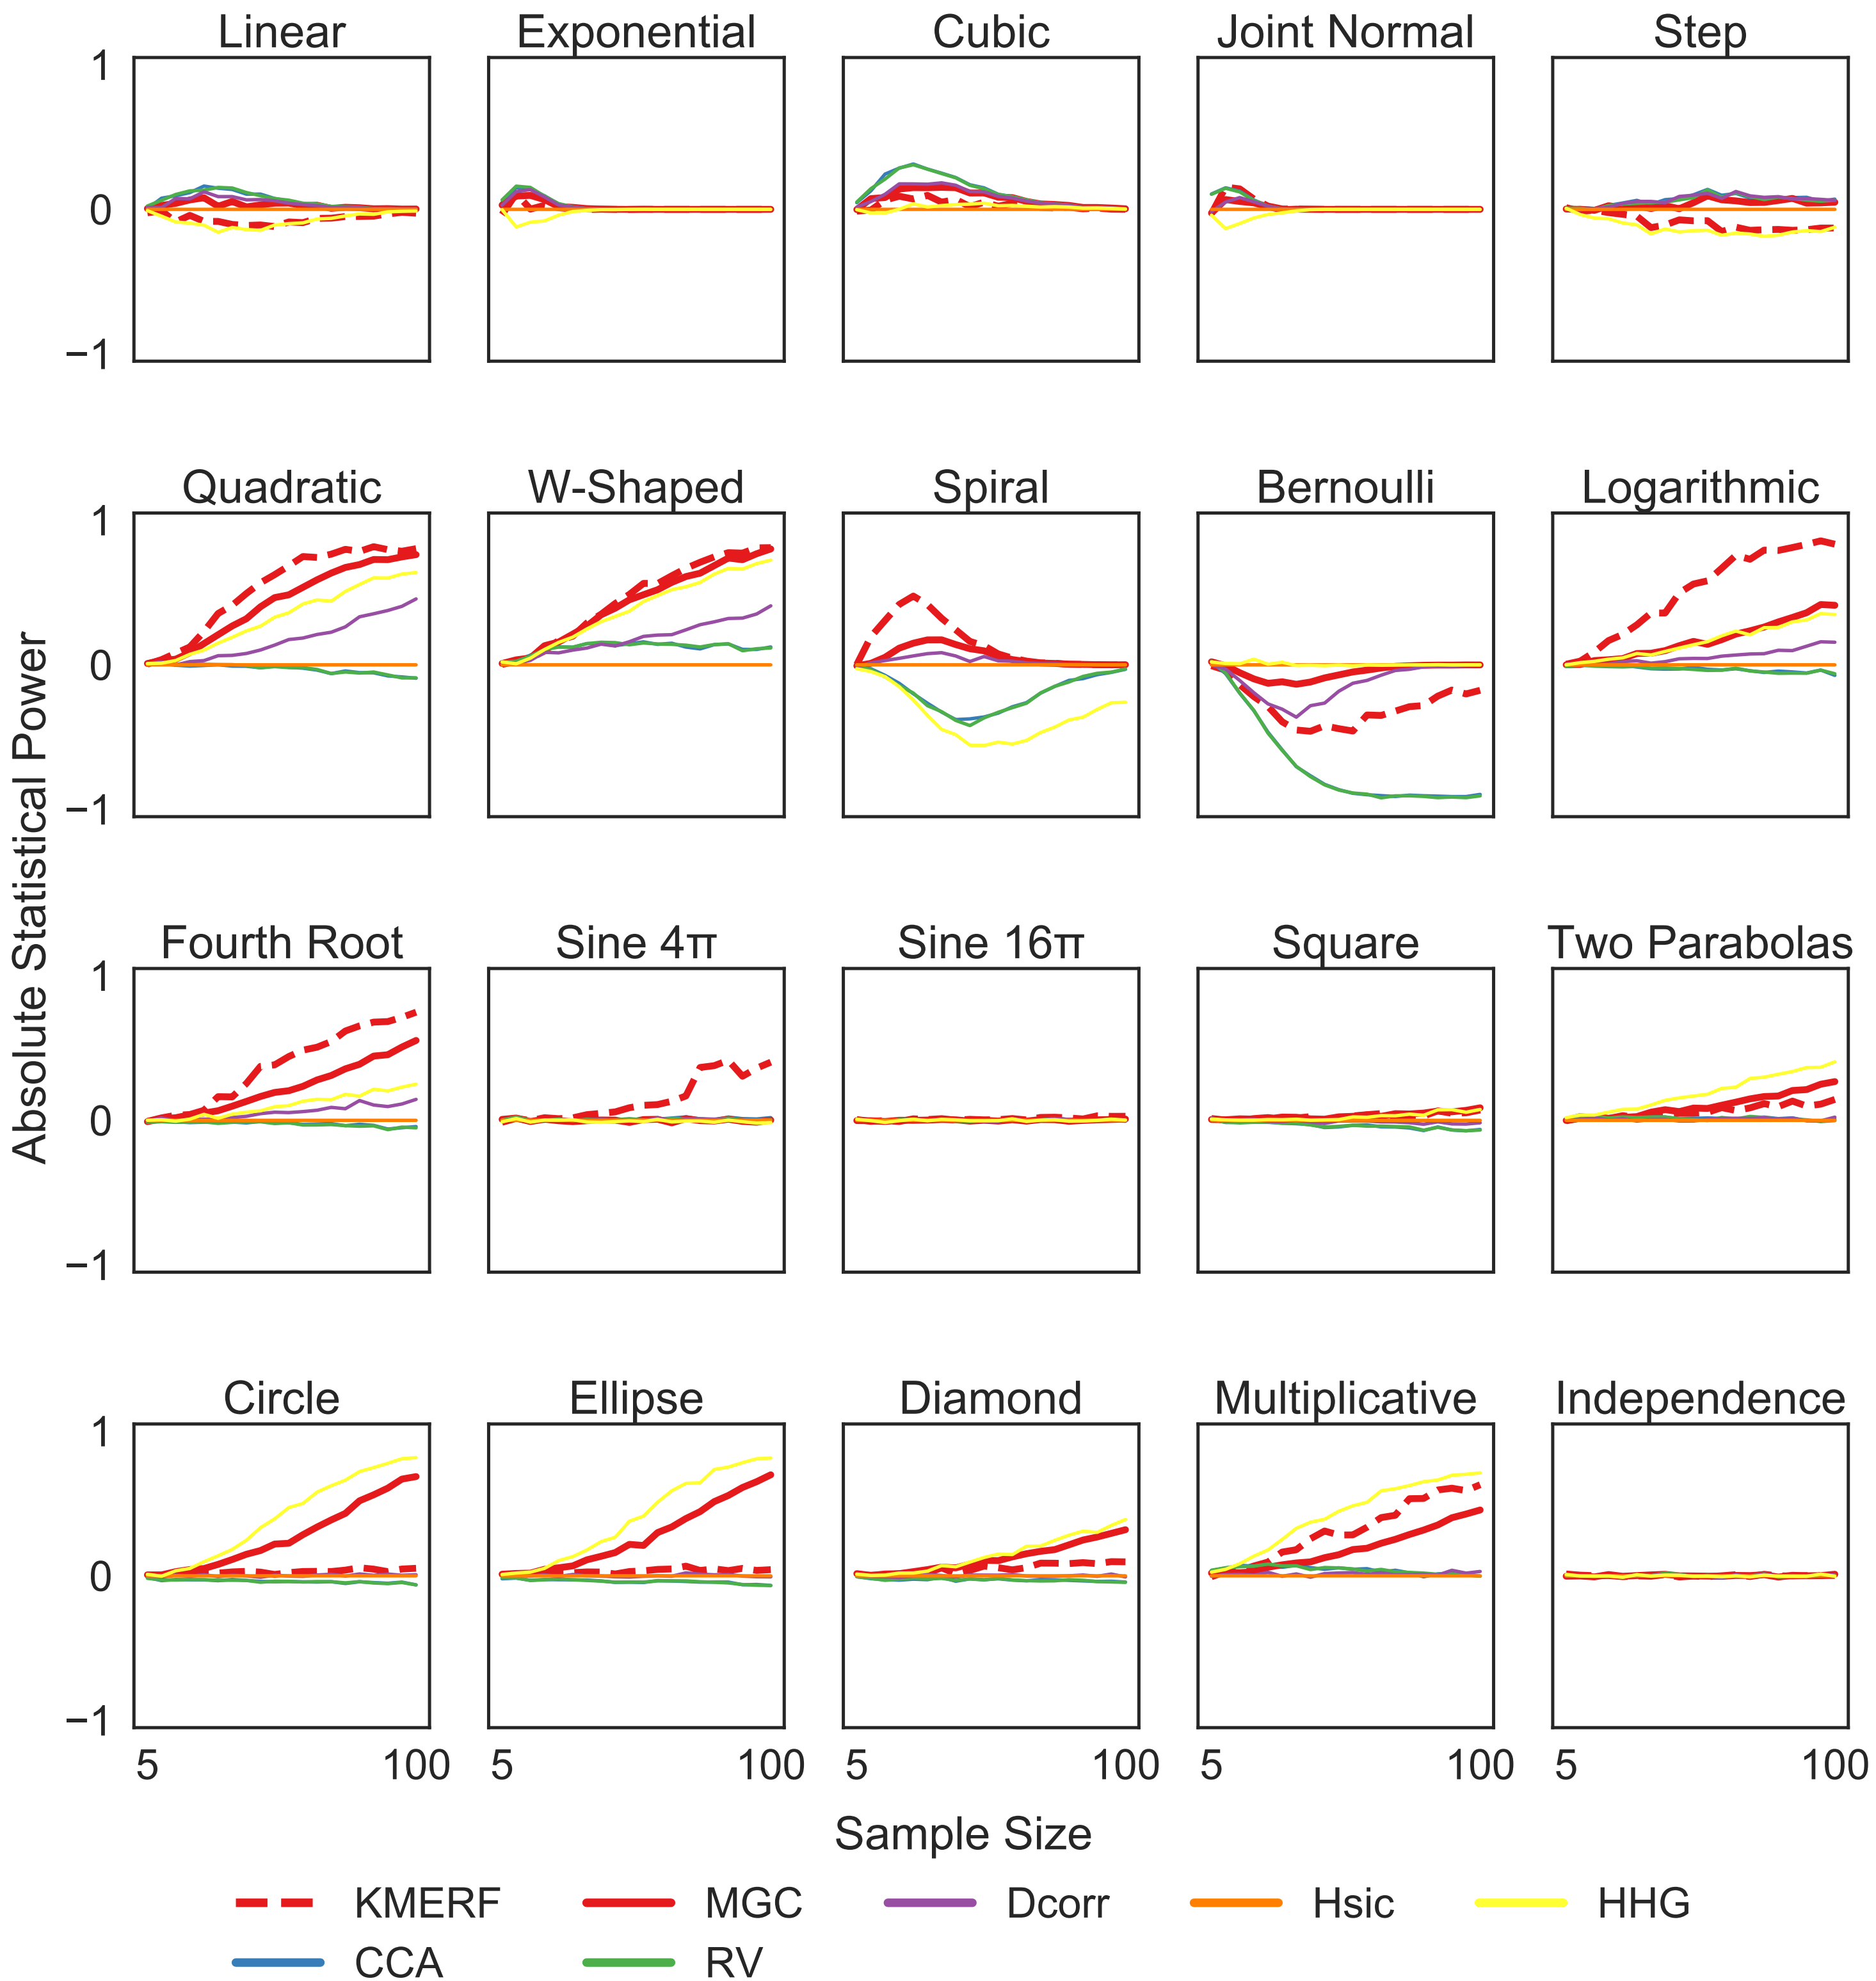 Linear Exponential Cubic Joint Normal Step
1
0
−1
Quadratic W-Shaped Spiral Bernoulli Logarithmic
1
0
−1
Absolute Statistical Power
Fourth Root Sine 4π Sine 16π Square Two Parabolas
1
0
−1
Circle Ellipse Diamond Multiplicative Independence
1
0
−1
5 100 5 100 5 100 5 100 5 100
Sample Size
KMERF MGC Dcorr Hsic HHG
CCA RV